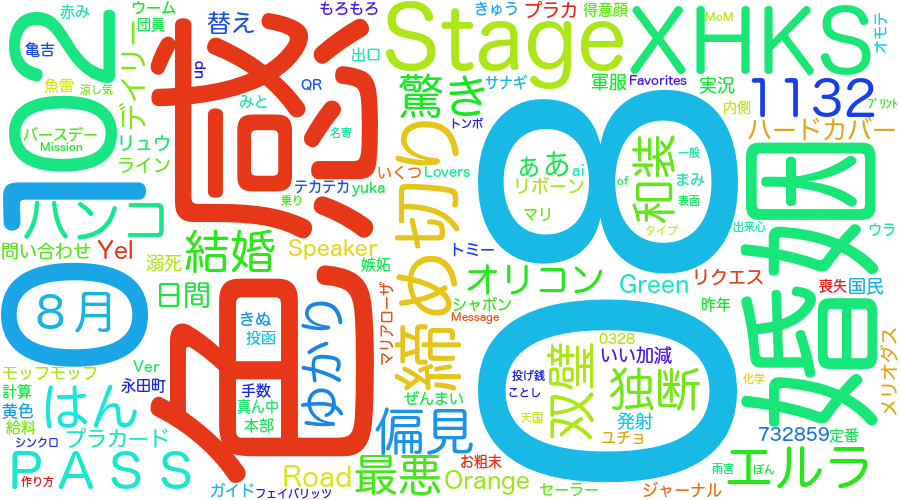 赤み
ウーム
団員
替え
もろもろ
きゅう
プラカ
得意顔
MoM
オモテ
102
亀吉
デイリー
up
惑
出口
Stage
XHKS
魚雷
涼し気
QR
驚き
サナギ
軍服
Favorites
実況
1132
バースデー
Mission
みと
内側
プリント
リュウ
名寄
トンボ
ハードカバー
ライン
テカテカ
yuka
いくつ
Lovers
ぁあ
ai
和装
一般
ハンコ
乗り
締め切り
リボーン
of
まみ
婚姻
マリ
表面
問い合わせ
Yel
結婚
Speaker
トミー
88
タイプ
出来心
ウラ
溺死
嫉妬
オリコン
Green
リクエス
喪失
国民
0
8月
日間
マリアローザ
シャボン
昨年
色
きぬ
Message
投函
ゆかり
0328
モッフモッフ
Ver
双璧
いい加減
メリオダス
計算
永田町
手数
ぜんまい
0
投げ銭
独断
化学
黄色
はん
真ん中
偏見
ことし
天国
発射
給料
本部
シンクロ
プラカード
ユチョ
732859
定番
PASS
お粗末
エルラ
作り方
Road
最悪
Orange
雨宮
ぽん
ガイド
フェイバリッツ
セーラー
ジャーナル